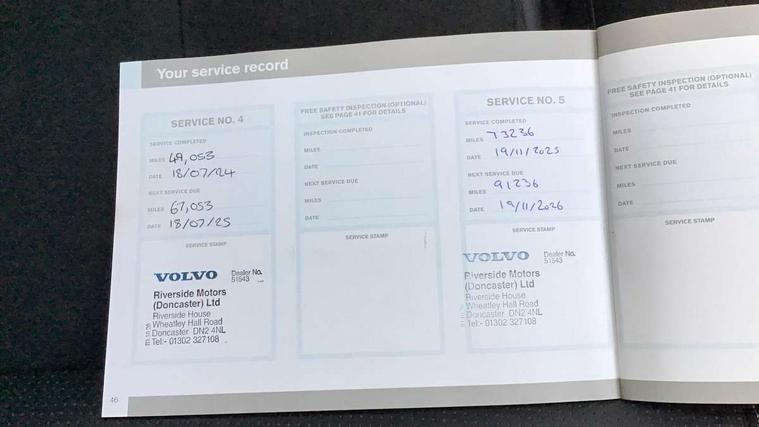 Your service record
SERVICE NO. 4
SERVICE COMPLETED
MILES 49,053
DATE 18/07/24
NEXT SERVICE DUE
MILES 67,053
DATE 18/07/25
SERVICE STAMP
VOLVO Dealer No.
51543
Riverside Motors
(Doncaster) Ltd
Riverside House
Wheatley Hall Road
Doncaster DN2 4NL
Tel:- 01302 327108
FREE SAFETY INSPECTION (OPTIONAL)
SEE PAGE 41 FOR DETAILS
INSPECTION COMPLETED
MILES
DATE
NEXT SERVICE DUE
MILES
DATE
SERVICE STAMP
SERVICE NO. 5
SERVICE COMPLETED
MILES 73236
DATE 19/11/2025
NEXT SERVICE DUE
MILES 91236
DATE 19/11/2026
SERVICE STAMP
VOLVO Dealer No.
51543
Riverside Motors
(Doncaster) Ltd
Riverside House
Wheatley Hall Road
Doncaster DN2 4NL
Tel:- 01302 327108
FREE SAFETY INSPECTION (OPTIONAL)
SEE PAGE 41 FOR DETAILS
INSPECTION COMPLETED
MILES
DATE
NEXT SERVICE DUE
MILES
DATE
SERVICE STAMP
46